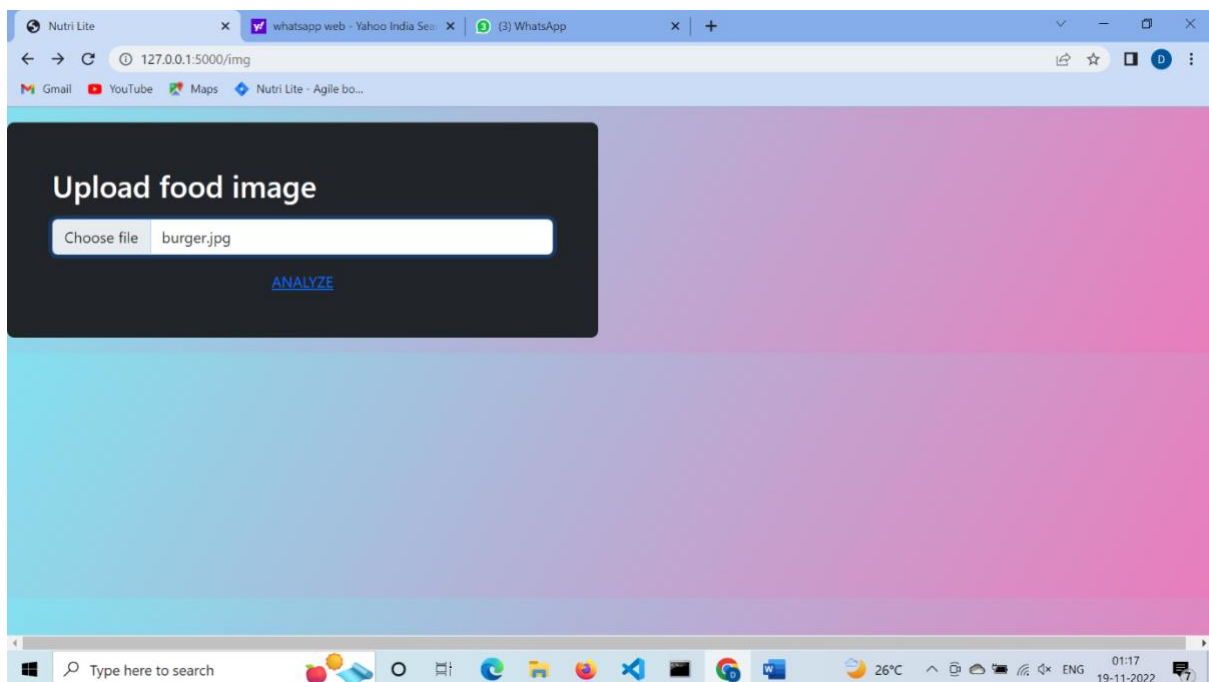 Nutri Lite
whatsapp web - Yahoo India Sea
(3) WhatsApp
127.0.0.1:5000/img
Gmail YouTube Maps Nutri Lite - Agile bo...
Upload food image
Choose file burger.jpg
ANALYZE
Type here to search
26°C ENG 01:17
19-11-2022